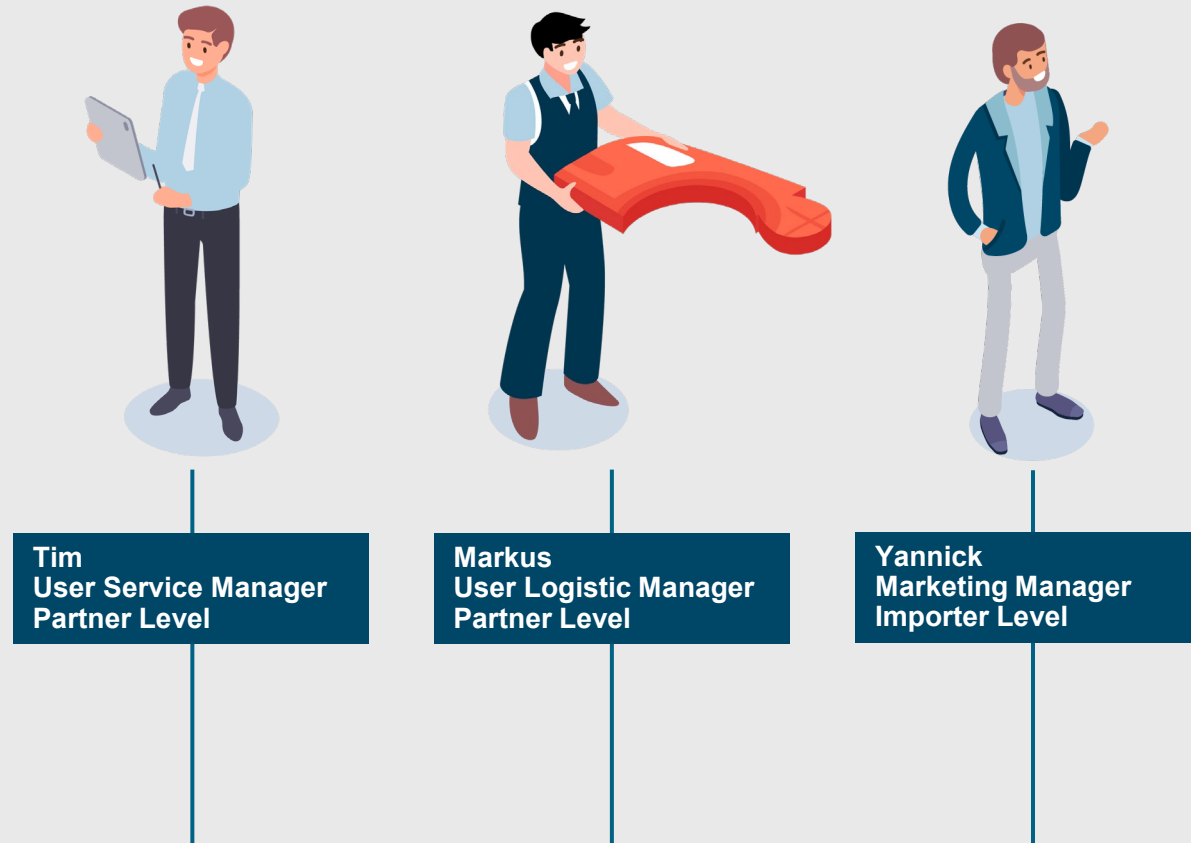 Tim
User Service Manager
Partner Level
Markus
User Logistic Manager
Partner Level
Yannick
Marketing Manager
Importer Level